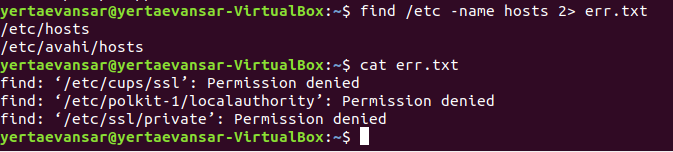 yertaevansar@yertaevansar-VirtualBox:~$ find /etc -name hosts 2> err.txt
/etc/hosts
/etc/avahi/hosts
yertaevansar@yertaevansar-VirtualBox:~$ cat err.txt
find: ‘/etc/cups/ssl’: Permission denied
find: ‘/etc/polkit-1/localauthority’: Permission denied
find: ‘/etc/ssl/private’: Permission denied
yertaevansar@yertaevansar-VirtualBox:~$